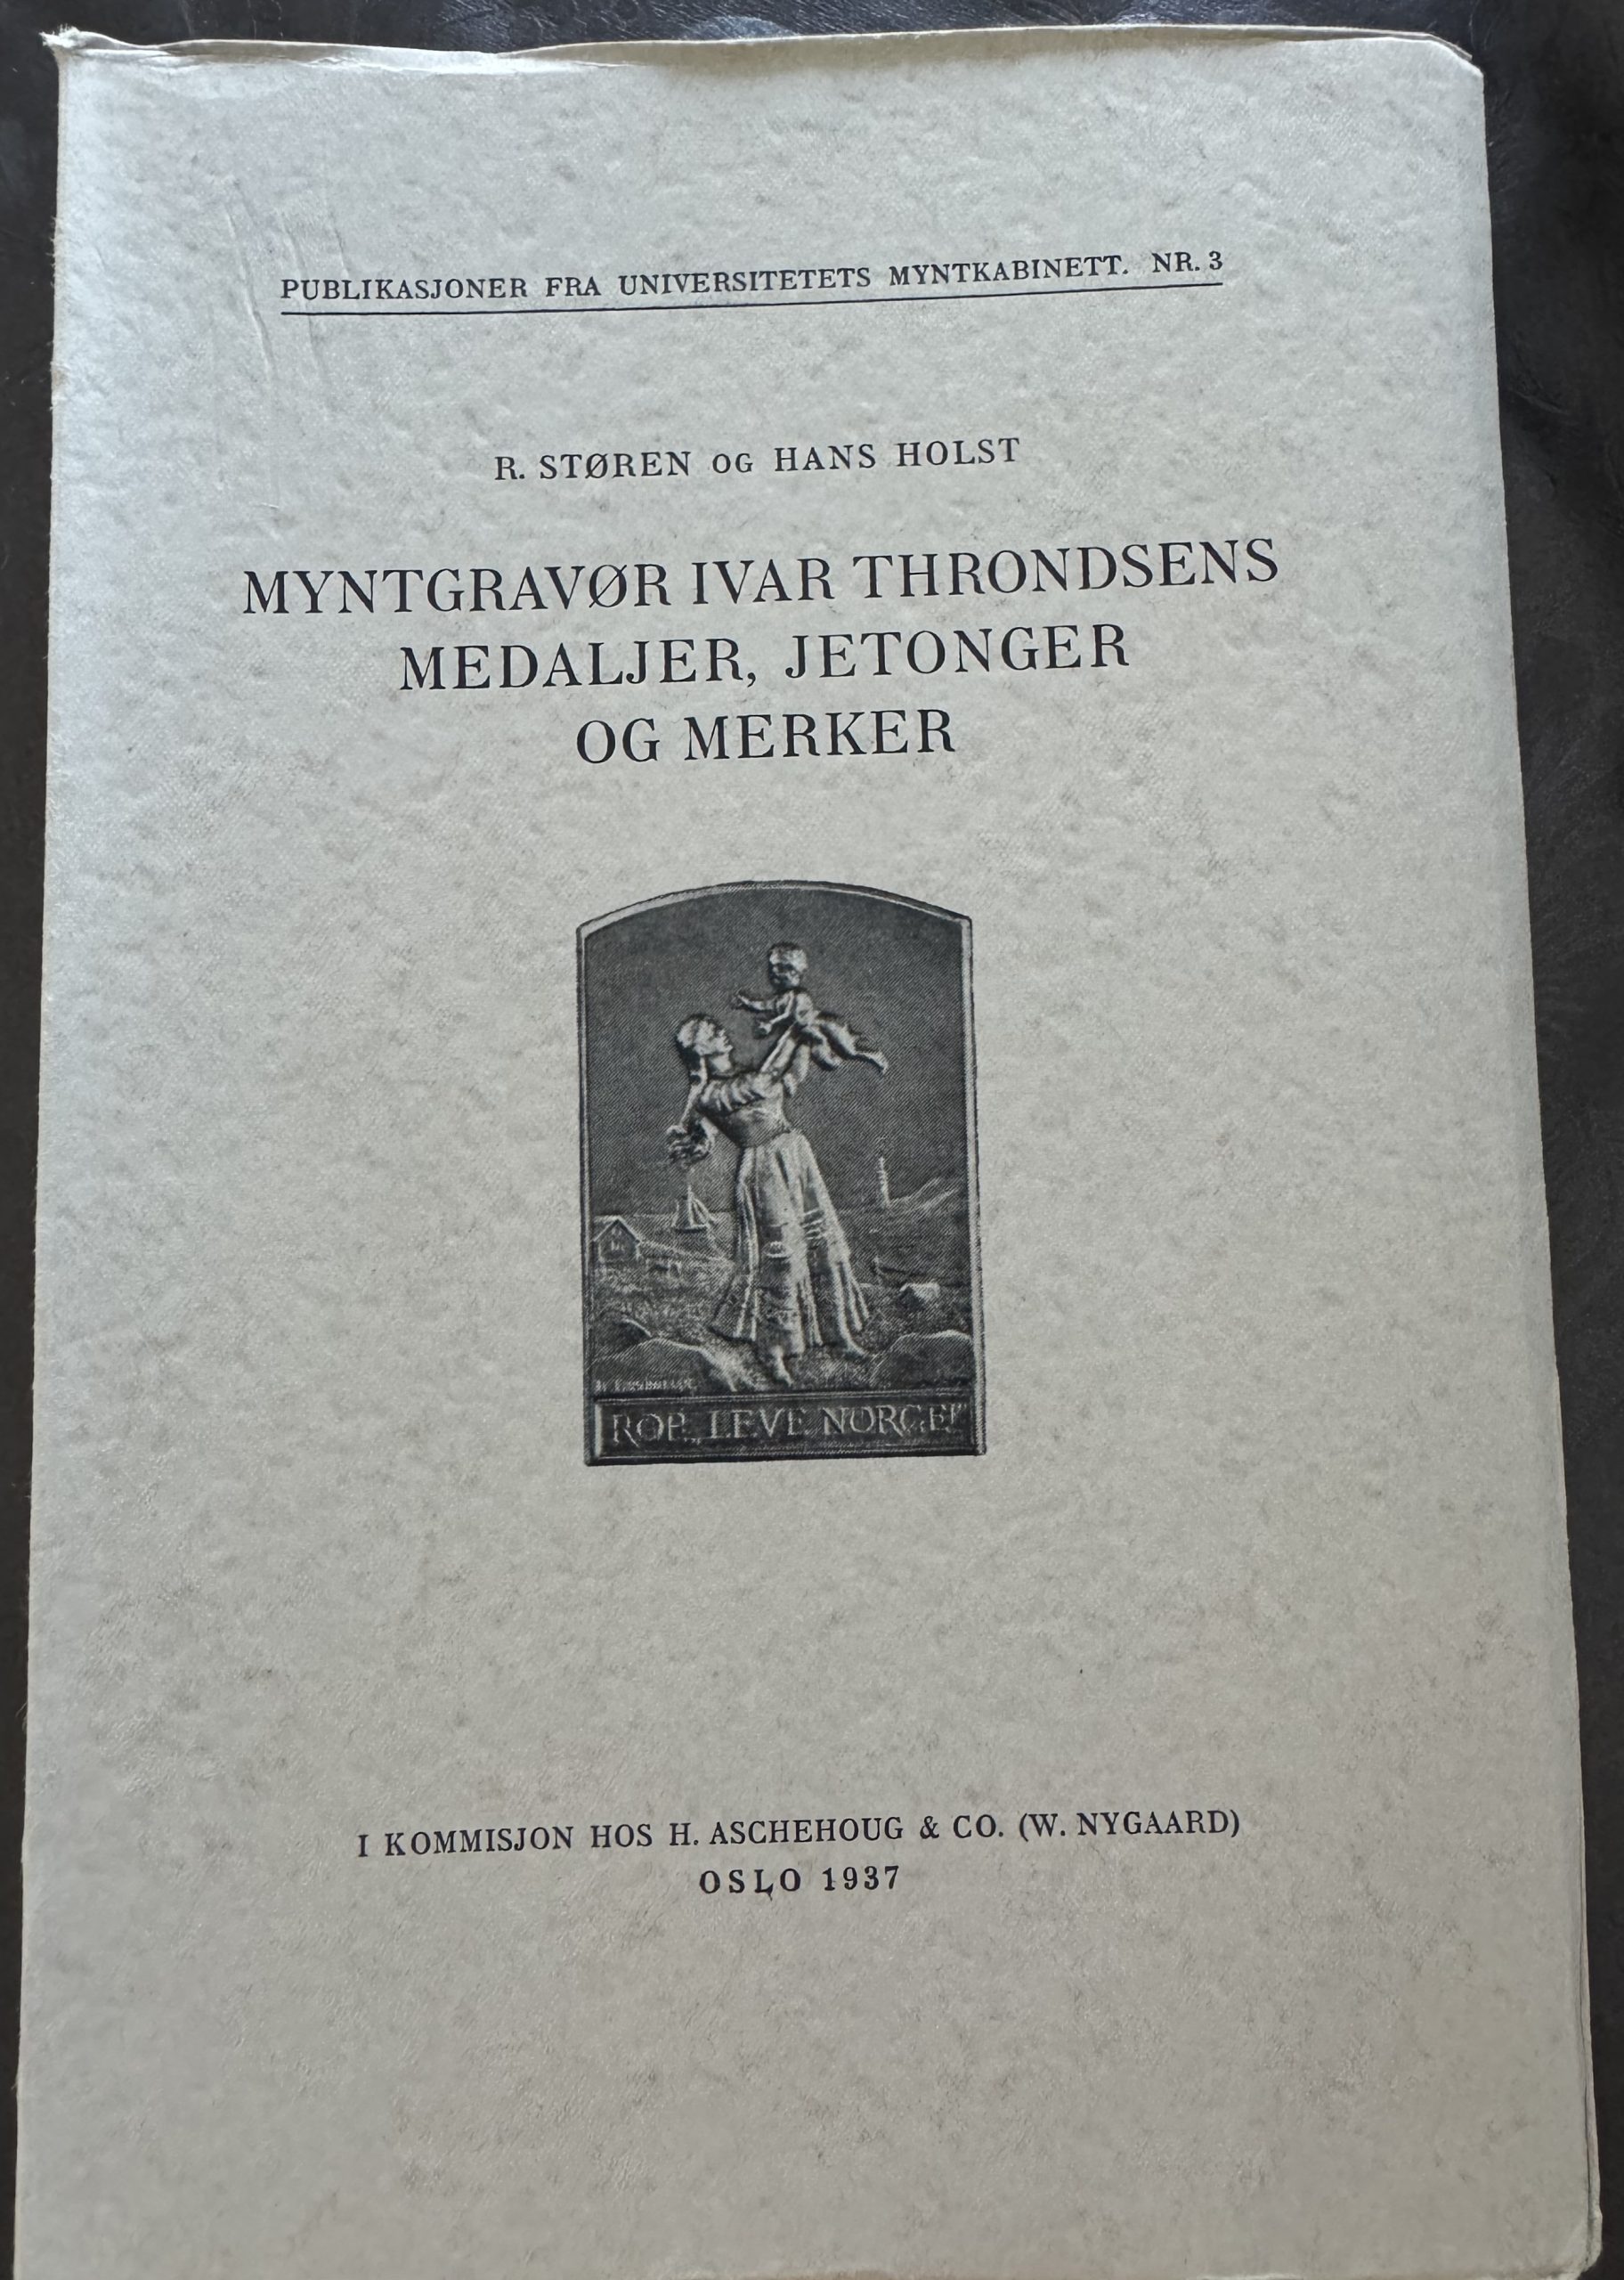 PUBLIKASJONER FRA UNIVERSITETETS MYNTKABINETT. NR. 3
R. STØREN OG HANS HOLST
MYNTGRAVØR IVAR THRONDSENS
MEDALJER, JETONGER
OG MERKER
ROP „LEVE NORGE!"
I KOMMISJON HOS H. ASCHEHOUG & CO. (W. NYGAARD)
OSLO 1937